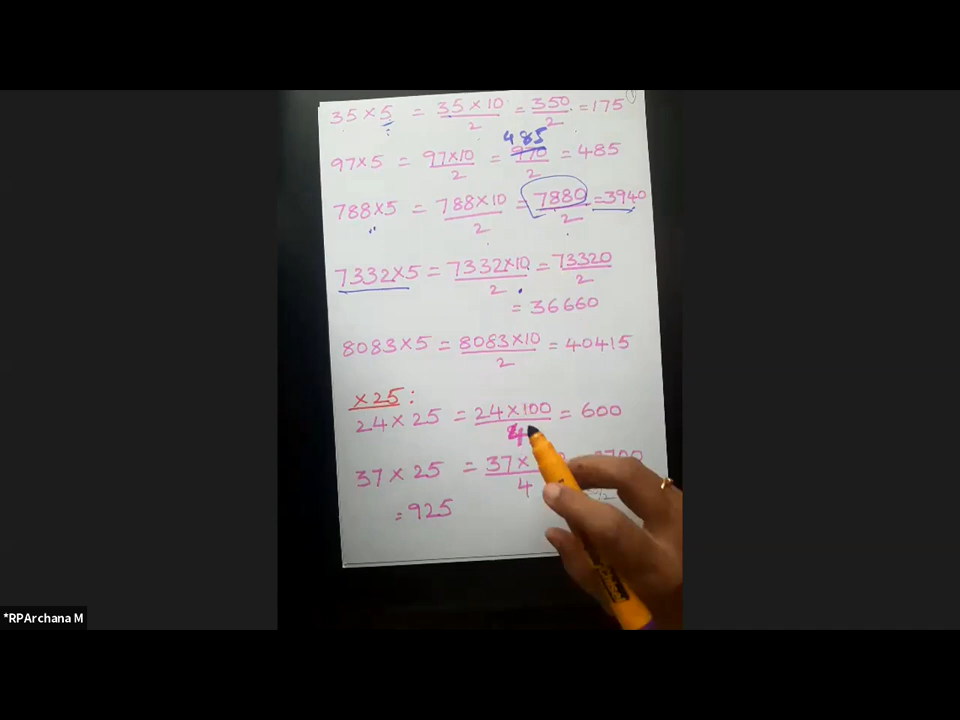 35 × 5 = 35 × 10 / 2 = 350 / 2 = 175
485
97×5 = 97×10 / 2 = 970 / 2 = 485
788×5 = 788×10 / 2 = 7880 / 2 = 3940
7332×5 = 7332×10 / 2 = 73320 / 2
= 36660
8083×5 = 8083×10 / 2 = 40415
×25 :
24 × 25 = 24×100 / 4 = 600
37 × 25 = 37× / 4
= 925
*RPArchana M